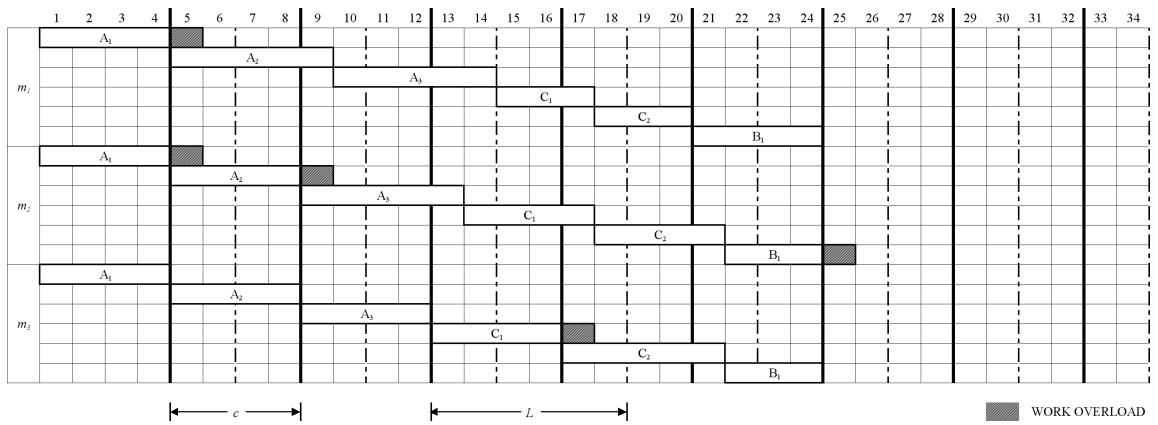 1 2 3 4 5 6 7 8 9 10 11 12 13 14 15 16 17 18 19 20 21 22 23 24 25 26 27 28 29 30 31 32 33 34
A₁
A₂
m₁ A₃
C₁
C₂
B₁
A₁
A₂
A₃
m₂ C₁
C₂
B₁
A₁
A₂
m₃ A₃
C₁
C₂
B₁
c L WORK OVERLOAD